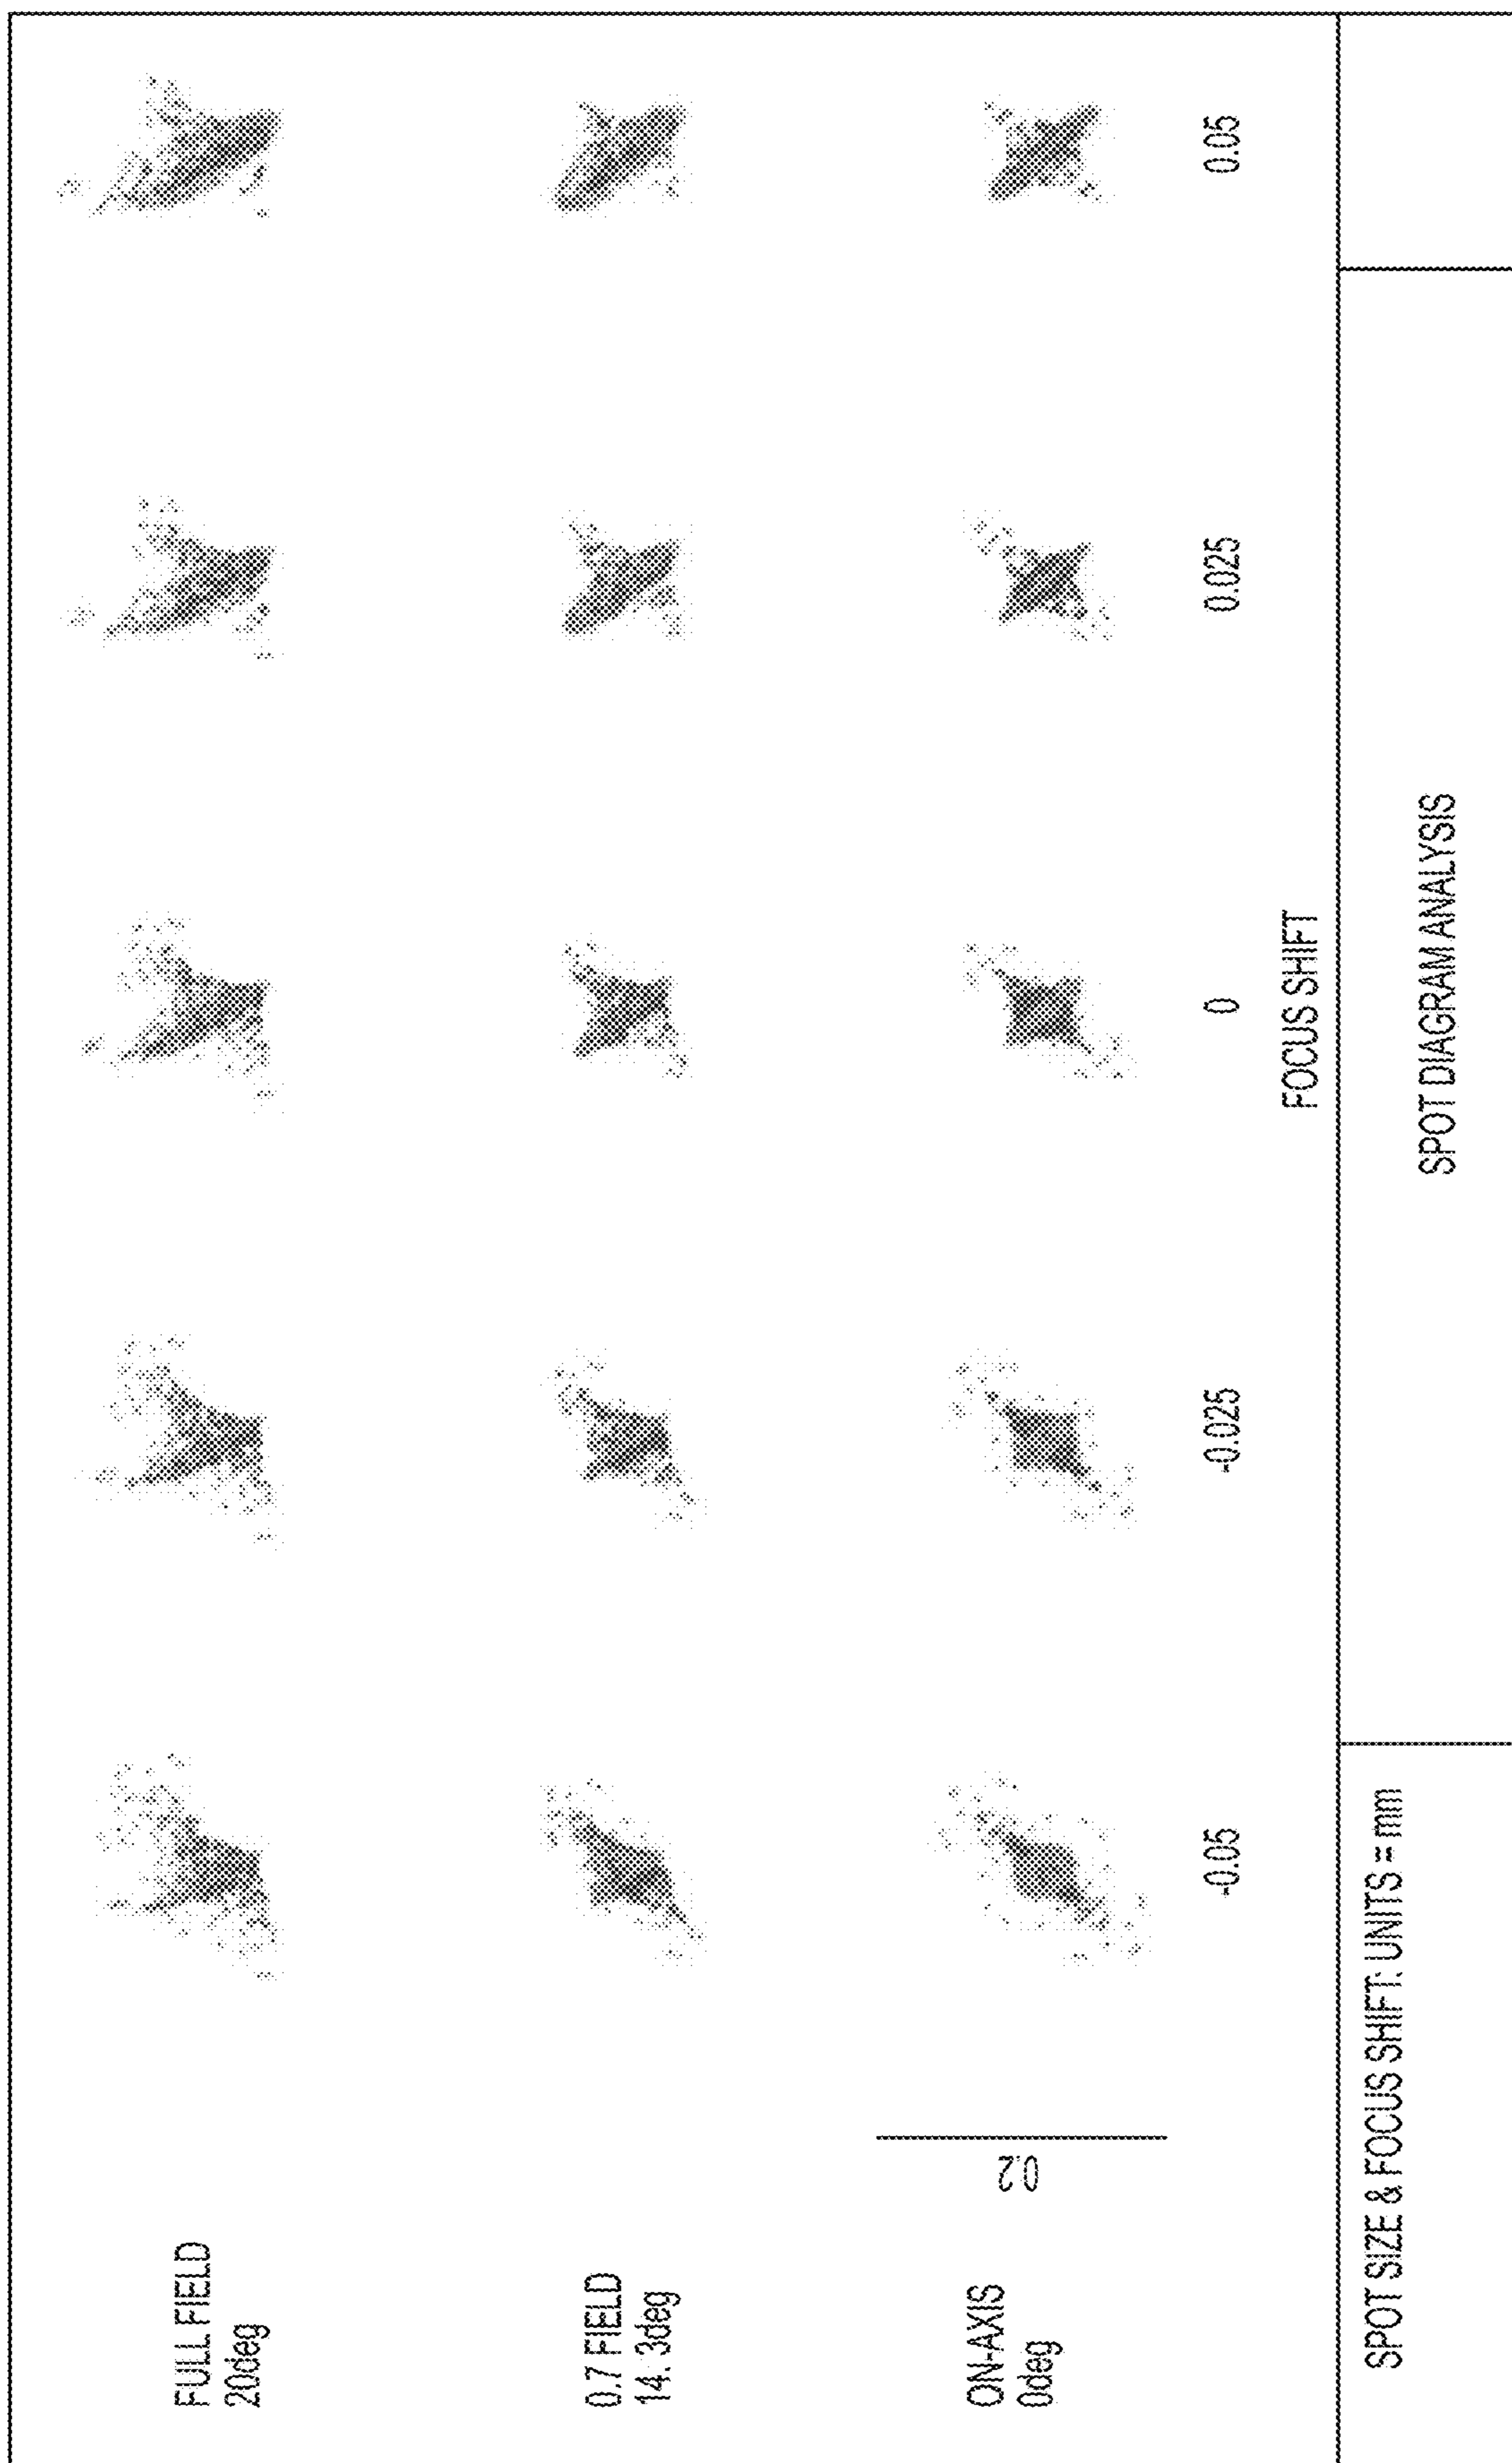 FULL FIELD
20deg
0.7 FIELD
14. 3deg
ON-AXIS
0deg
0.2
-0.05
-0.025
0
0.025
0.05
FOCUS SHIFT
SPOT SIZE & FOCUS SHIFT: UNITS = mm
SPOT DIAGRAM ANALYSIS